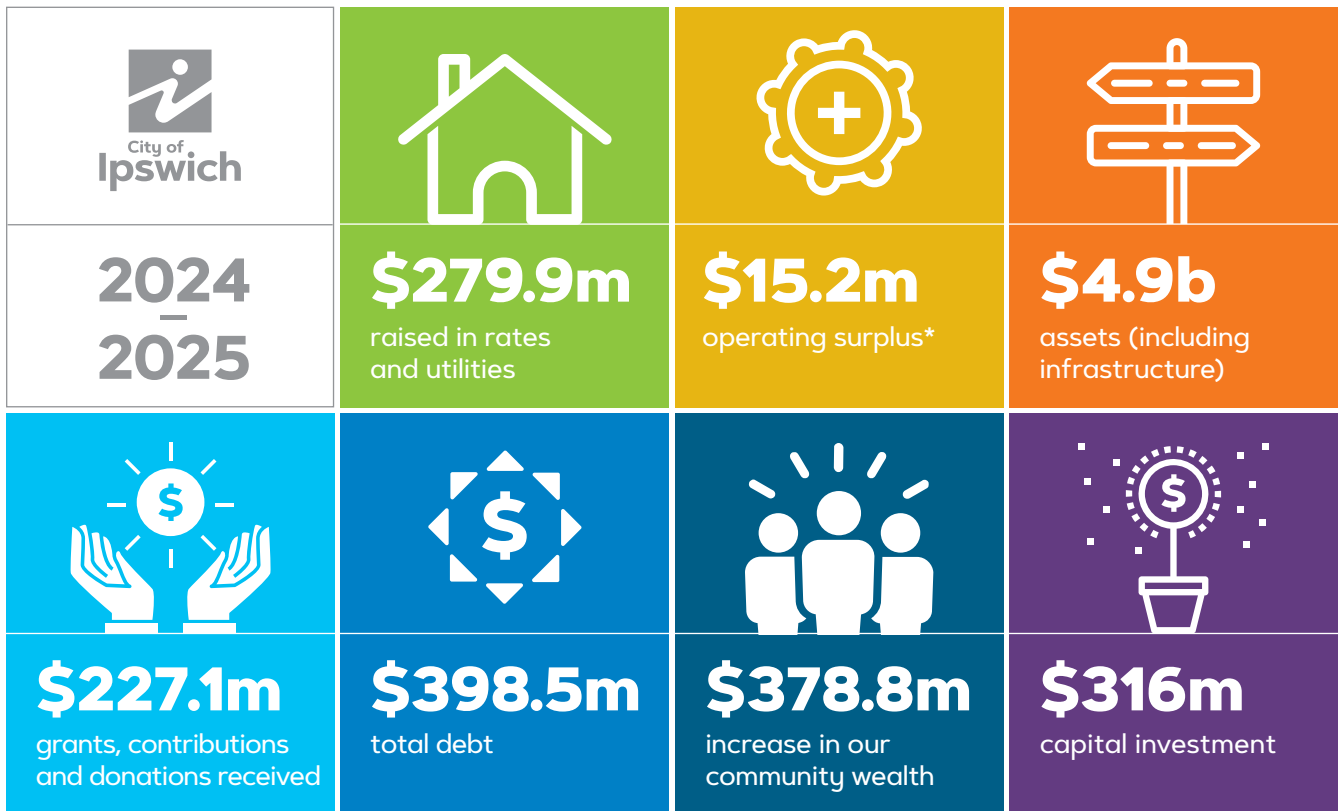 City of
Ipswich
2024
–
2025
$279.9m
raised in rates
and utilities
$15.2m
operating surplus*
$4.9b
assets (including
infrastructure)
$
$227.1m
grants, contributions
and donations received
$
$398.5m
total debt
$378.8m
increase in our
community wealth
$
$316m
capital investment